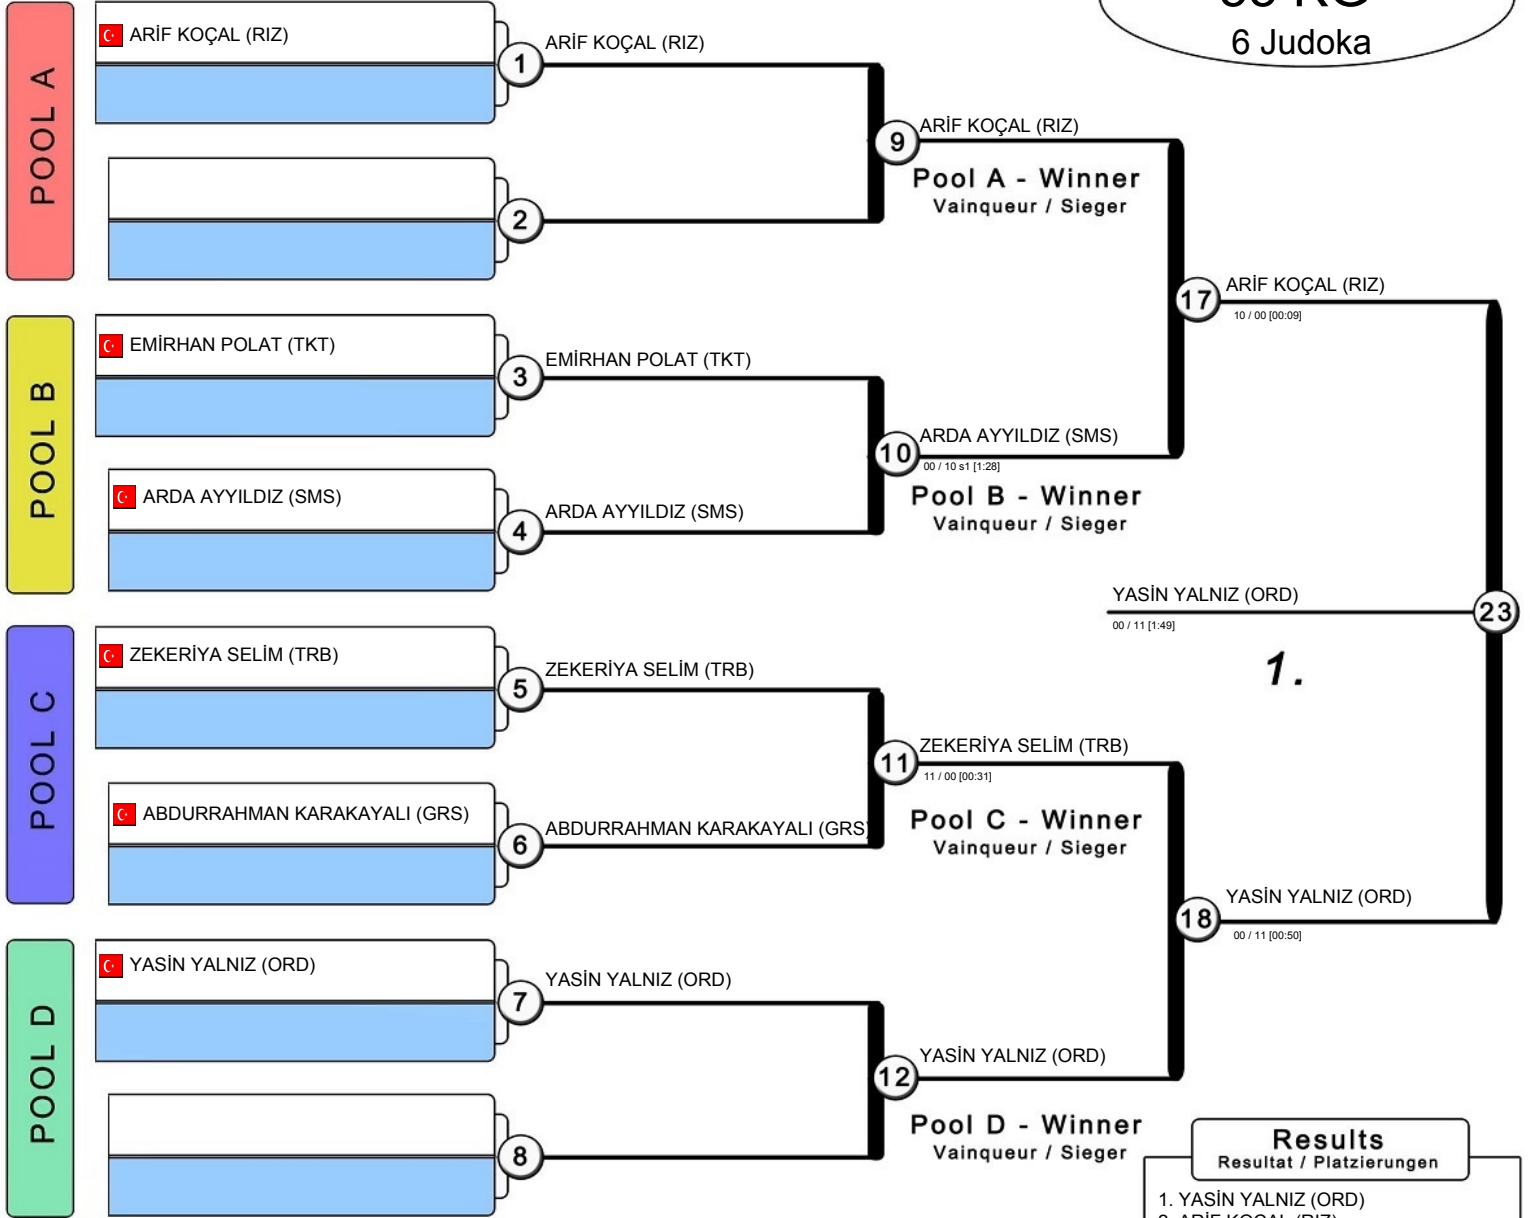 6 Judoka
POOL A
ARİF KOÇAL (RIZ)
1
ARİF KOÇAL (RIZ)
2
9
ARİF KOÇAL (RIZ)
Pool A - Winner
Vainqueur / Sieger
POOL B
EMİRHAN POLAT (TKT)
3
EMİRHAN POLAT (TKT)
ARDA AYYILDIZ (SMS)
4
ARDA AYYILDIZ (SMS)
10
ARDA AYYILDIZ (SMS)
00 / 10 s1 [1:28]
Pool B - Winner
Vainqueur / Sieger
17
ARİF KOÇAL (RIZ)
10 / 00 [00:09]
POOL C
ZEKERİYA SELİM (TRB)
5
ZEKERİYA SELİM (TRB)
ABDURRAHMAN KARAKAYALI (GRS)
6
ABDURRAHMAN KARAKAYALI (GRS)
11
ZEKERİYA SELİM (TRB)
11 / 00 [00:31]
Pool C - Winner
Vainqueur / Sieger
POOL D
YASİN YALNIZ (ORD)
7
YASİN YALNIZ (ORD)
8
12
YASİN YALNIZ (ORD)
Pool D - Winner
Vainqueur / Sieger
18
YASİN YALNIZ (ORD)
00 / 11 [00:50]
YASİN YALNIZ (ORD)
23
00 / 11 [1:49]
1.
Results
Resultat / Platzierungen
1. YASİN YALNIZ (ORD)
2. ARİF KOÇAL (RIZ)